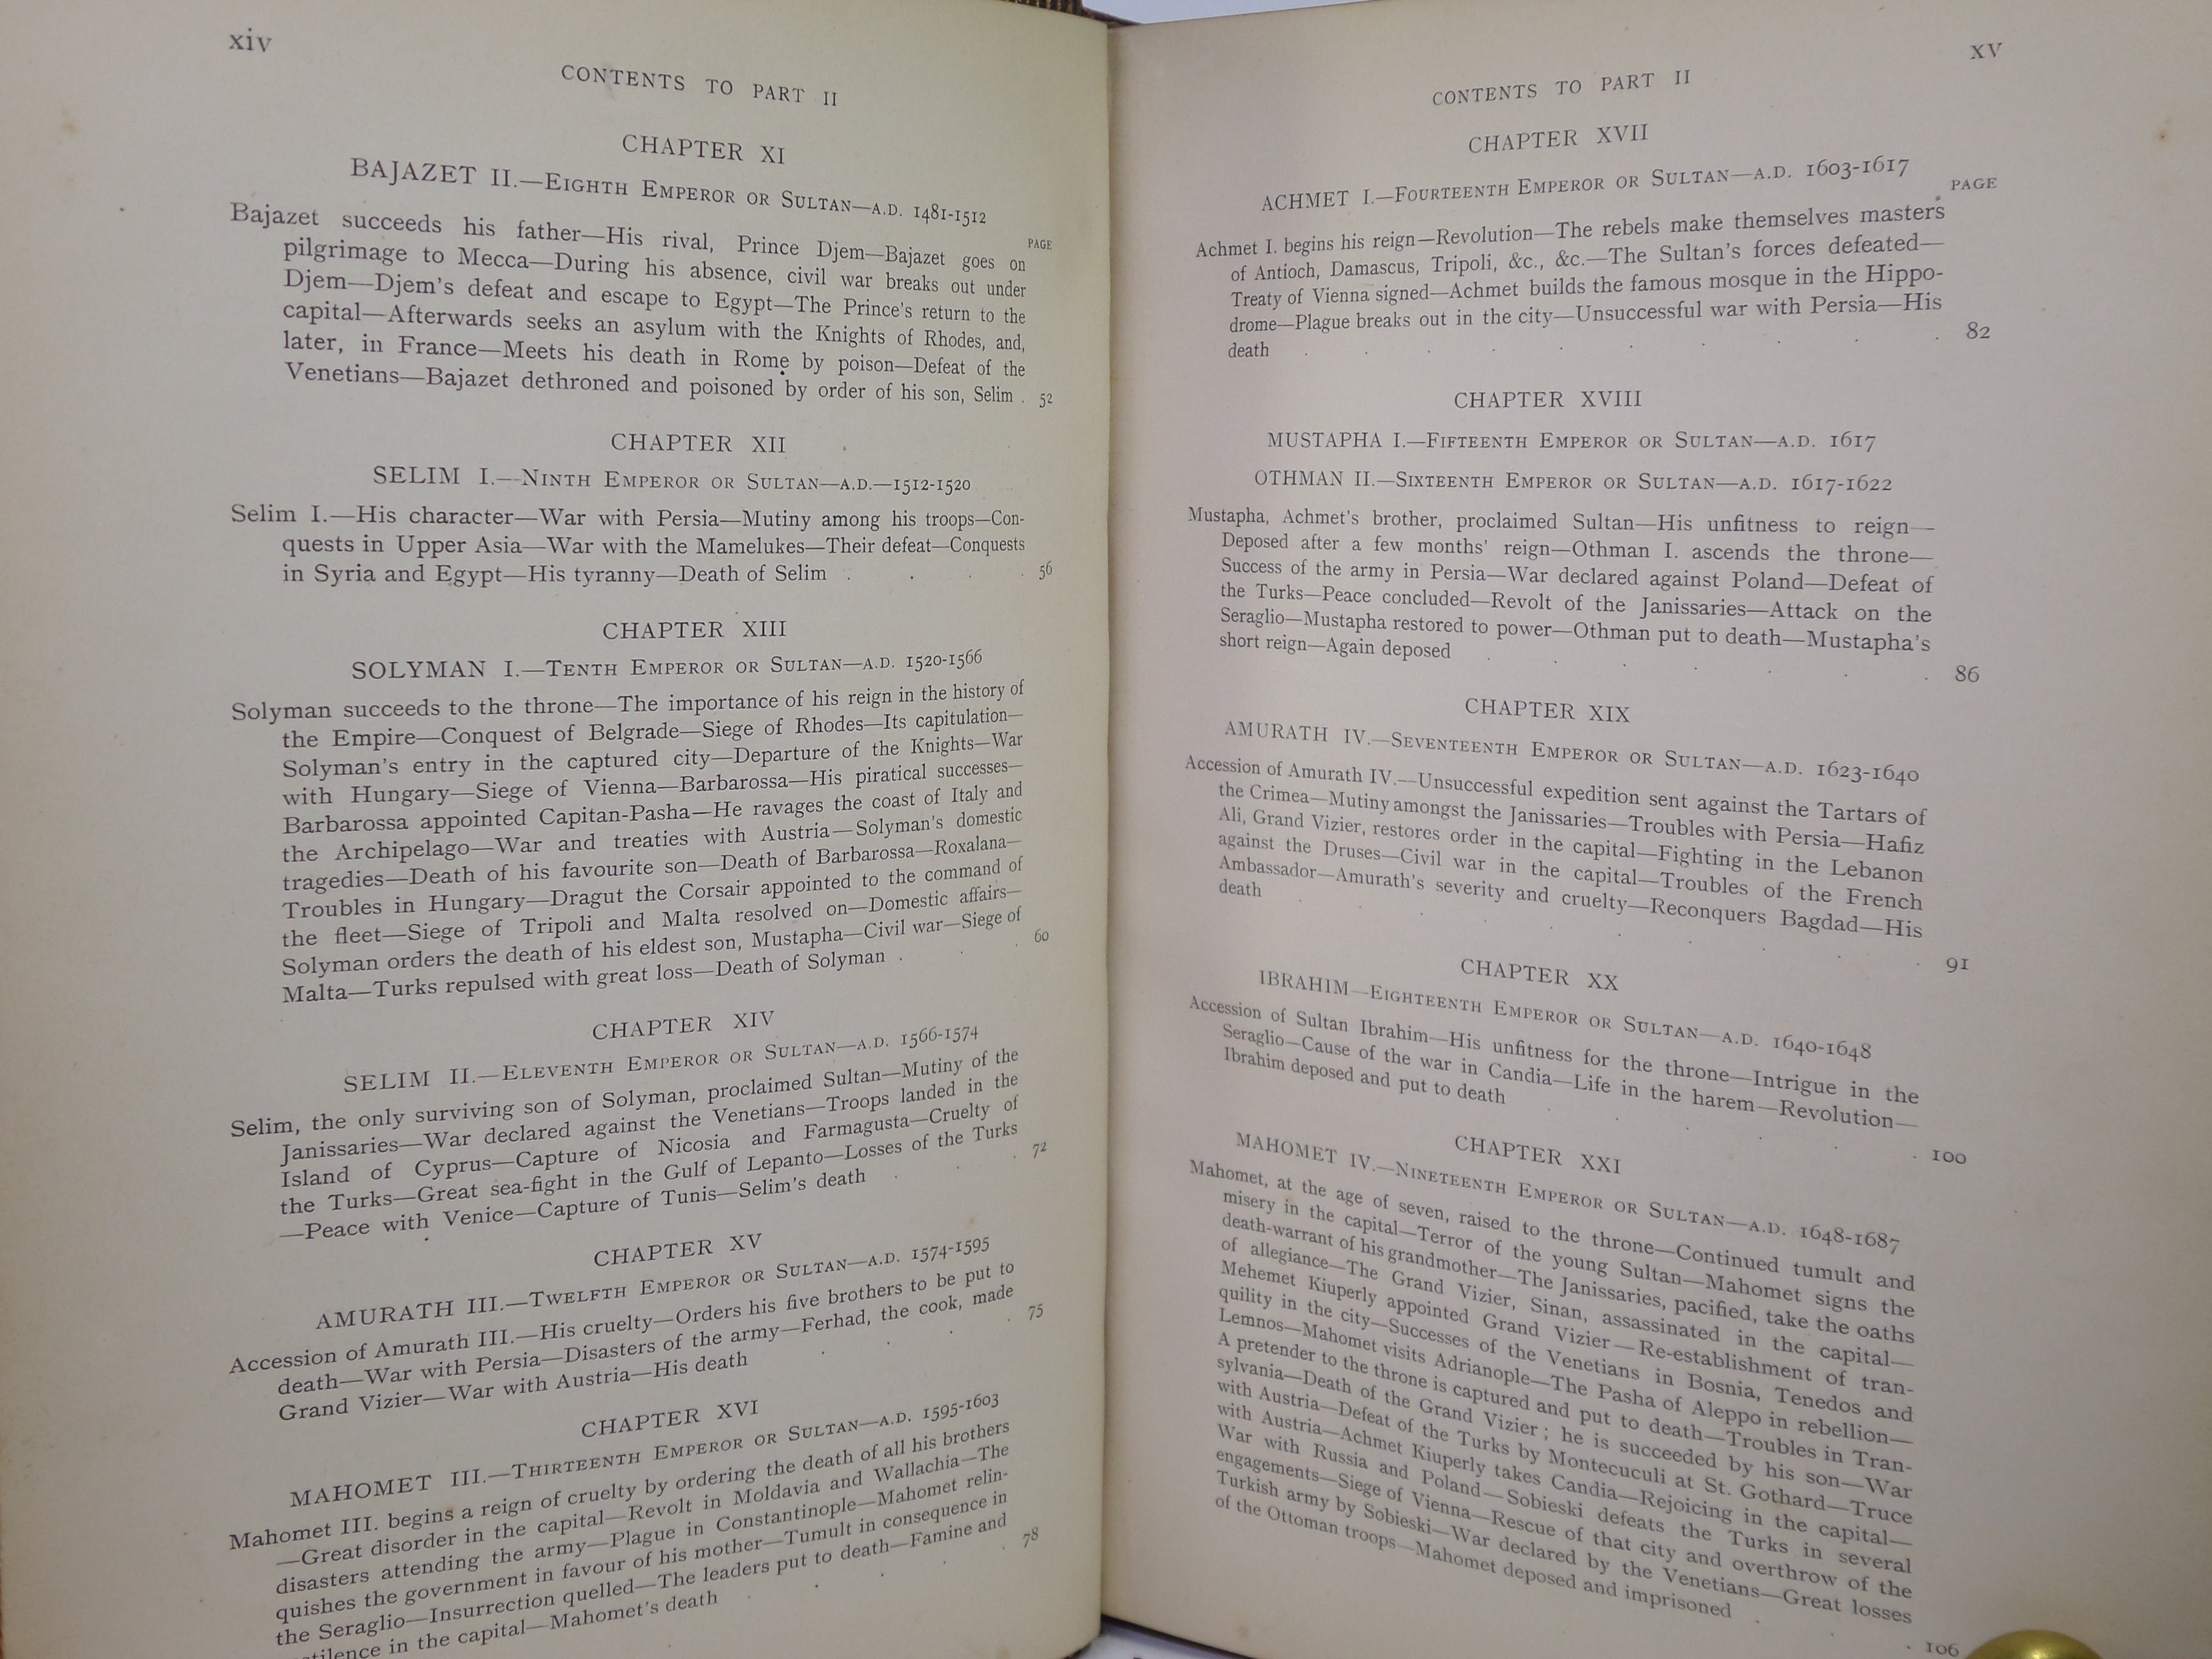 xiv
CONTENTS TO PART II
CHAPTER XI
BAJAZET II.—EIGHTH EMPEROR OR SULTAN—A.D. 1481-1512
PAGE
Bajazet succeeds his father—His rival, Prince Djem—Bajazet goes on
pilgrimage to Mecca—During his absence, civil war breaks out under
Djem—Djem's defeat and escape to Egypt—The Prince's return to the
capital—Afterwards seeks an asylum with the Knights of Rhodes, and,
later, in France—Meets his death in Rome by poison—Defeat of the
Venetians—Bajazet dethroned and poisoned by order of his son, Selim . 52
CHAPTER XII
SELIM I.—NINTH EMPEROR OR SULTAN—A.D.—1512-1520
Selim I.—His character—War with Persia—Mutiny among his troops—Con-
quests in Upper Asia—War with the Mamelukes—Their defeat—Conquests
in Syria and Egypt—His tyranny—Death of Selim . . . 56
CHAPTER XIII
SOLYMAN I.—TENTH EMPEROR OR SULTAN—A.D. 1520-1566
Solyman succeeds to the throne—The importance of his reign in the history of
the Empire—Conquest of Belgrade—Siege of Rhodes—Its capitulation—
Solyman's entry in the captured city—Departure of the Knights—War
with Hungary—Siege of Vienna—Barbarossa—His piratical successes—
Barbarossa appointed Capitan-Pasha—He ravages the coast of Italy and
the Archipelago—War and treaties with Austria—Solyman's domestic
tragedies—Death of his favourite son—Death of Barbarossa—Roxalana—
Troubles in Hungary—Dragut the Corsair appointed to the command of
the fleet—Siege of Tripoli and Malta resolved on—Domestic affairs—
Solyman orders the death of his eldest son, Mustapha—Civil war—Siege of
Malta—Turks repulsed with great loss—Death of Solyman . . . 60
CHAPTER XIV
SELIM II.—ELEVENTH EMPEROR OR SULTAN—A.D. 1566-1574
Selim, the only surviving son of Solyman, proclaimed Sultan—Mutiny of the
Janissaries—War declared against the Venetians—Troops landed in the
Island of Cyprus—Capture of Nicosia and Farmagusta—Cruelty of
the Turks—Great sea-fight in the Gulf of Lepanto—Losses of the Turks
—Peace with Venice—Capture of Tunis—Selim's death . . . 72
CHAPTER XV
AMURATH III.—TWELFTH EMPEROR OR SULTAN—A.D. 1574-1595
Accession of Amurath III.—His cruelty—Orders his five brothers to be put to
death—War with Persia—Disasters of the army—Ferhad, the cook, made
Grand Vizier—War with Austria—His death . . . . 75
CHAPTER XVI
MAHOMET III.—THIRTEENTH EMPEROR OR SULTAN—A.D. 1595-1603
Mahomet III. begins a reign of cruelty by ordering the death of all his brothers
—Great disorder in the capital—Revolt in Moldavia and Wallachia—The
disasters attending the army—Plague in Constantinople—Mahomet relin-
quishes the government in favour of his mother—Tumult in consequence in
the Seraglio—Insurrection quelled—The leaders put to death—Famine and
in the capital—Mahomet's death . . . . 78
XV
CONTENTS TO PART II
CHAPTER XVII
ACHMET I.—FOURTEENTH EMPEROR OR SULTAN—A.D. 1603-1617
PAGE
Achmet I. begins his reign—Revolution—The rebels make themselves masters
of Antioch, Damascus, Tripoli, &c., &c.—The Sultan's forces defeated—
Treaty of Vienna signed—Achmet builds the famous mosque in the Hippo-
drome—Plague breaks out in the city—Unsuccessful war with Persia—His
death . . . . . . . . . . 82
CHAPTER XVIII
MUSTAPHA I.—FIFTEENTH EMPEROR OR SULTAN—A.D. 1617
OTHMAN II.—SIXTEENTH EMPEROR OR SULTAN—A.D. 1617-1622
Mustapha, Achmet's brother, proclaimed Sultan—His unfitness to reign—
Deposed after a few months' reign—Othman I. ascends the throne—
Success of the army in Persia—War declared against Poland—Defeat of
the Turks—Peace concluded—Revolt of the Janissaries—Attack on the
Seraglio—Mustapha restored to power—Othman put to death—Mustapha's
short reign—Again deposed . . . . . . . 86
CHAPTER XIX
AMURATH IV.—SEVENTEENTH EMPEROR OR SULTAN—A.D. 1623-1640
Accession of Amurath IV.—Unsuccessful expedition sent against the Tartars of
the Crimea—Mutiny amongst the Janissaries—Troubles with Persia—Hafiz
Ali, Grand Vizier, restores order in the capital—Fighting in the Lebanon
against the Druses—Civil war in the capital—Troubles of the French
Ambassador—Amurath's severity and cruelty—Reconquers Bagdad—His
death . . . . . . . 91
CHAPTER XX
IBRAHIM—EIGHTEENTH EMPEROR OR SULTAN—A.D. 1640-1648
Accession of Sultan Ibrahim—His unfitness for the throne—Intrigue in the
Seraglio—Cause of the war in Candia—Life in the harem—Revolution—
Ibrahim deposed and put to death . . . . . . 100
CHAPTER XXI
MAHOMET IV.—NINETEENTH EMPEROR OR SULTAN—A.D. 1648-1687
Mahomet, at the age of seven, raised to the throne—Continued tumult and
misery in the capital—Terror of the young Sultan—Mahomet signs the
death-warrant of his grandmother—The Janissaries, pacified, take the oaths
of allegiance—The Grand Vizier, Sinan, assassinated in the capital—
Mehemet Kiuperly appointed Grand Vizier—Re-establishment of tran-
quility in the city—Successes of the Venetians in Bosnia, Tenedos and
Lemnos—Mahomet visits Adrianople—The Pasha of Aleppo in rebellion—
A pretender to the throne is captured and put to death—Troubles in Tran-
sylvania—Death of the Grand Vizier; he is succeeded by his son—War
with Austria—Defeat of the Turks by Montecuculi at St. Gothard—Truce
with Austria—Achmet Kiuperly takes Candia—Rejoicing in the capital—
War with Russia and Poland—Sobieski defeats the Turks in several
engagements—Siege of Vienna—Rescue of that city and overthrow of the
Turkish army by Sobieski—War declared by the Venetians—Great losses
of the Ottoman troops—Mahomet deposed and imprisoned . . . 106